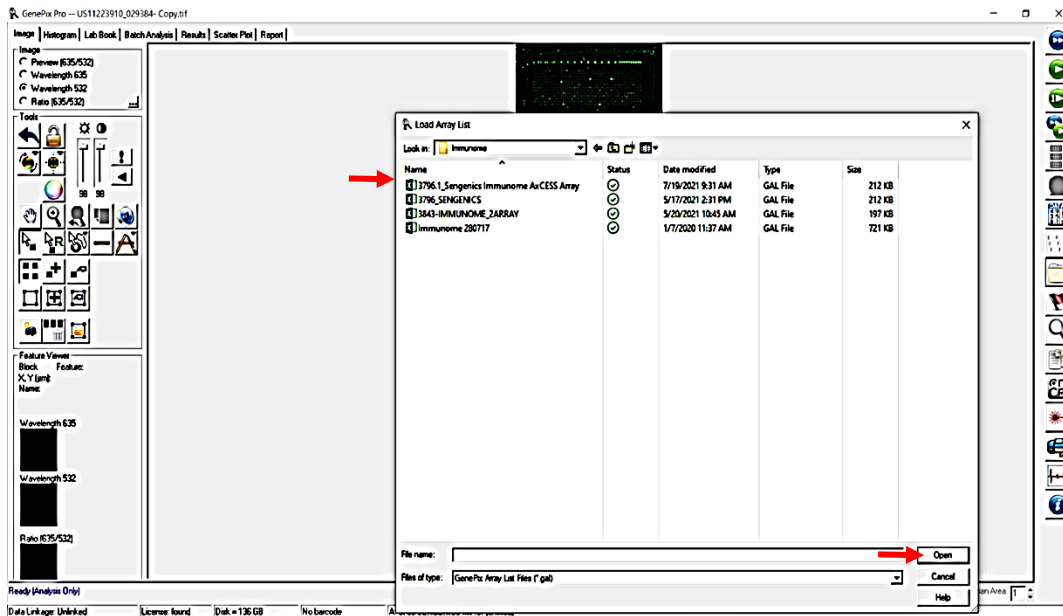 GenePix Pro -- US11223910_029384- Copy.tif
Image Histogram Lab Book Batch Analysis Results Scatter Plot Report
Image
Preview (635/532)
Wavelength 635
Wavelength 532
Ratio (635/532)
...
Tools
98 98
Feature Viewer
Block Feature:
X, Y (µm):
Name:
Wavelength 635
Wavelength 532
Ratio (635/532)
Load Array List
Look in: Immunome
Name Status Date modified Type Size
3796.1_Sengenics Immunome AxCESS Array 7/19/2021 9:31 AM GAL File 212 KB
3796_SENGENICS 5/17/2021 2:31 PM GAL File 212 KB
3843-IMMUNOME_2ARRAY 5/20/2021 10:45 AM GAL File 197 KB
Immunome 280717 1/7/2020 11:37 AM GAL File 721 KB
File name: Open
Files of type: GenePix Array List Files (*.gal) Cancel
Help
Ready (Analysis Only)
Area 1
Data Linkage: Unlinked License: found Disk = 136 GB No barcode